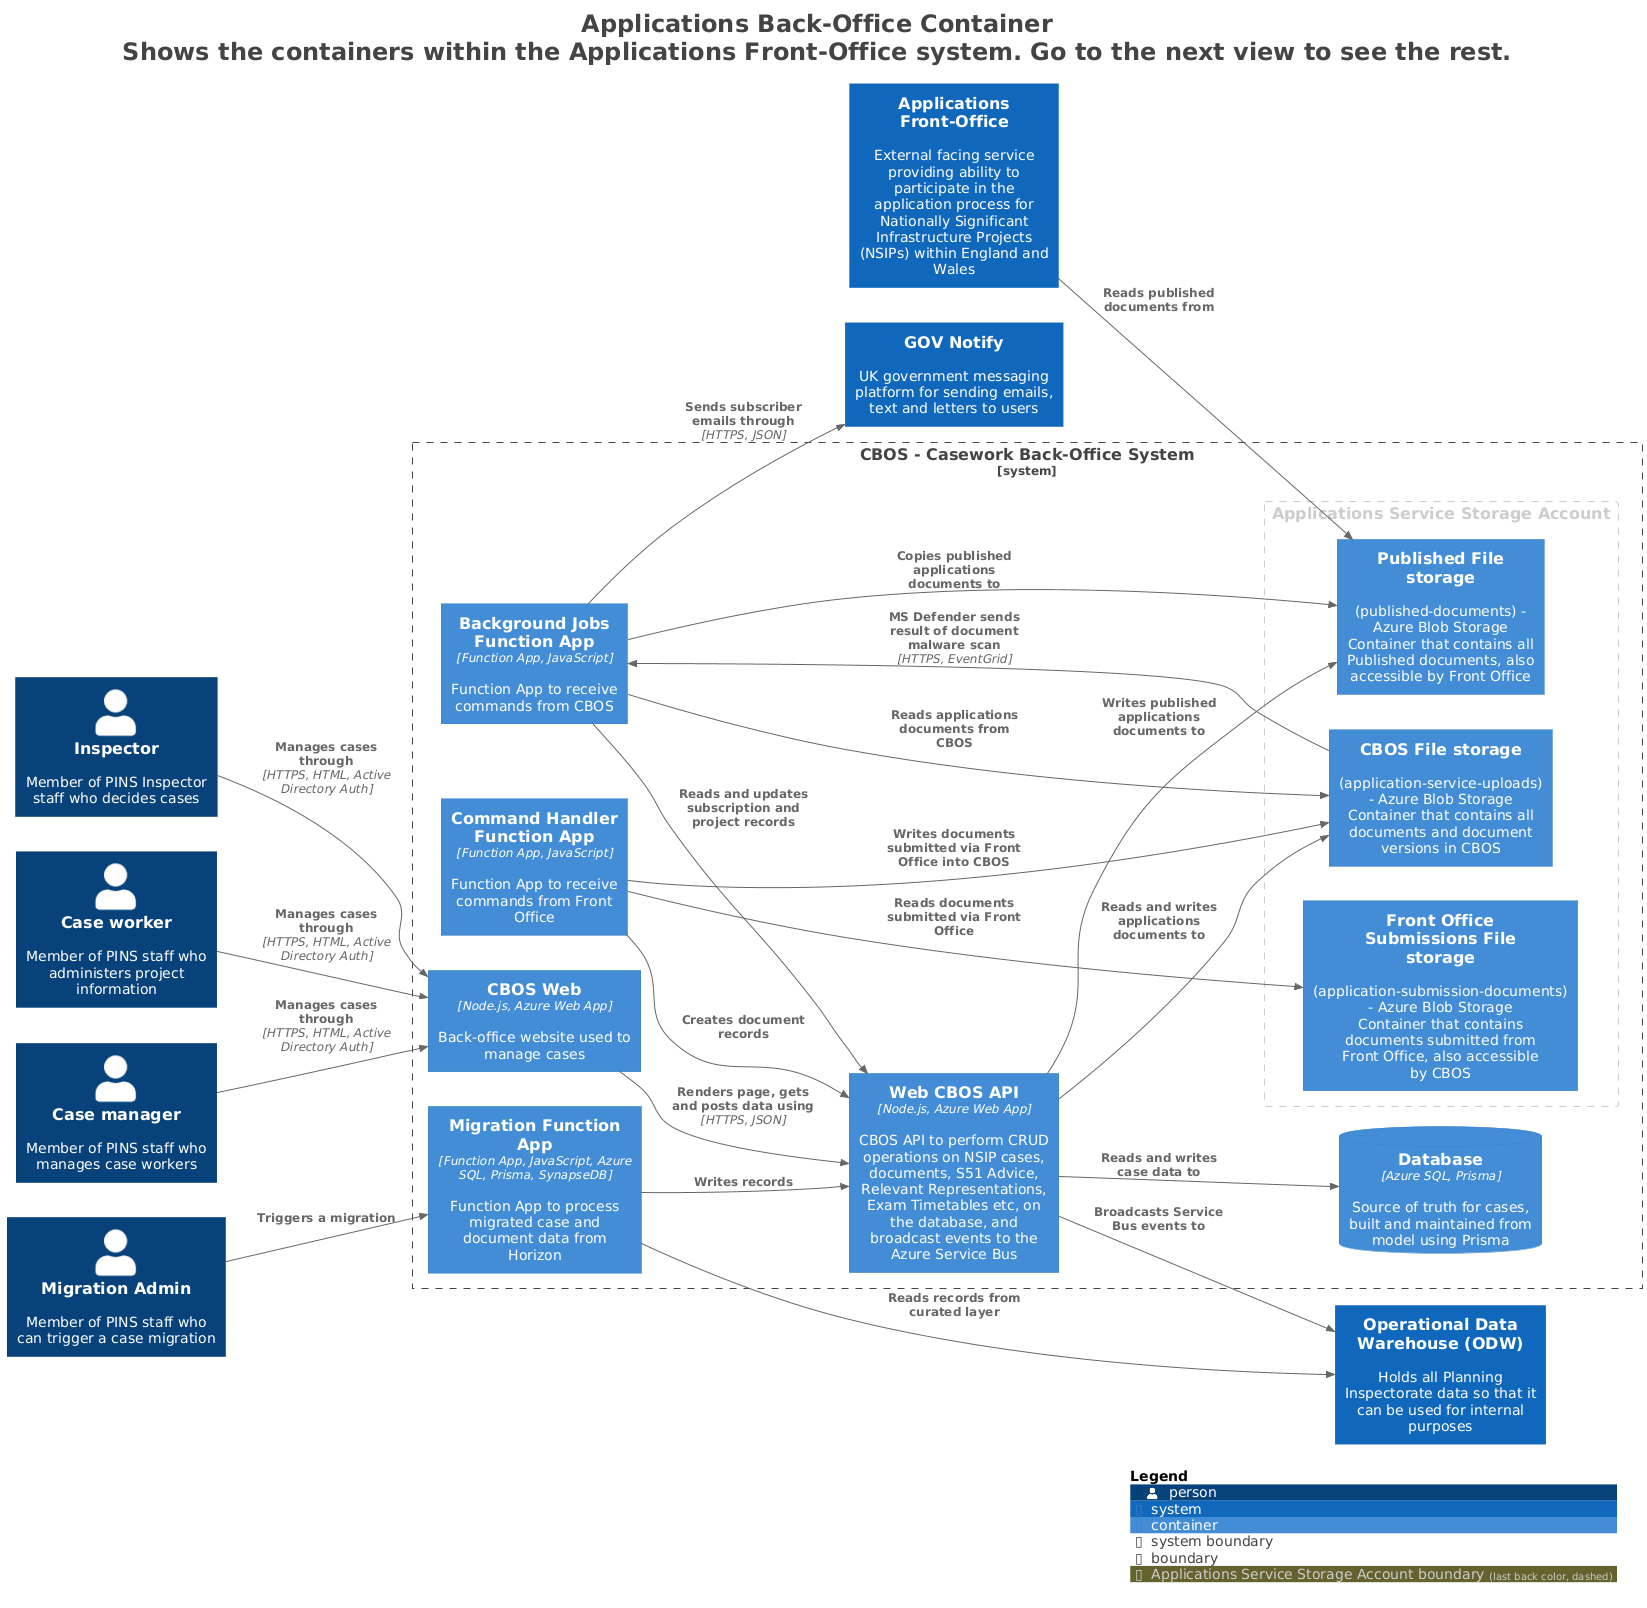 Applications Back-Office Container
Shows the containers within the Applications Front-Office system. Go to the next view to see the rest.
Applications
Front-Office
External facing service
providing ability to
participate in the
application process for
Nationally Significant
Infrastructure Projects
(NSIPs) within England and
Wales
Reads published
documents from
GOV Notify
UK government messaging
platform for sending emails,
text and letters to users
Sends subscriber
emails through
[HTTPS, JSON]
CBOS - Casework Back-Office System
[system]
Applications Service Storage Account
Published File
storage
(published-documents) -
Azure Blob Storage
Container that contains all
Published documents, also
accessible by Front Office
Copies published
applications
documents to
Background Jobs
Function App
[Function App, JavaScript]
Function App to receive
commands from CBOS
MS Defender sends
result of document
malware scan
[HTTPS, EventGrid]
Reads applications
documents from
CBOS
Writes published
applications
documents to
CBOS File storage
(application-service-uploads)
- Azure Blob Storage
Container that contains all
documents and document
versions in CBOS
Inspector
Member of PINS Inspector
staff who decides cases
Manages cases
through
[HTTPS, HTML, Active
Directory Auth]
Reads and updates
subscription and
project records
Command Handler
Function App
[Function App, JavaScript]
Function App to receive
commands from Front
Office
Writes documents
submitted via Front
Office into CBOS
Reads documents
submitted via Front
Office
Reads and writes
applications
documents to
Front Office
Submissions File
storage
(application-submission-documents)
- Azure Blob Storage
Container that contains
documents submitted from
Front Office, also accessible
by CBOS
Case worker
Member of PINS staff who
administers project
information
Manages cases
through
[HTTPS, HTML, Active
Directory Auth]
CBOS Web
[Node.js, Azure Web App]
Back-office website used to
manage cases
Manages cases
through
[HTTPS, HTML, Active
Directory Auth]
Case manager
Member of PINS staff who
manages case workers
Creates document
records
Renders page, gets
and posts data using
[HTTPS, JSON]
Web CBOS API
[Node.js, Azure Web App]
CBOS API to perform CRUD
operations on NSIP cases,
documents, S51 Advice,
Relevant Representations,
Exam Timetables etc, on
the database, and
broadcast events to the
Azure Service Bus
Migration Function
App
[Function App, JavaScript, Azure
SQL, Prisma, SynapseDB]
Function App to process
migrated case and
document data from
Horizon
Writes records
Reads and writes
case data to
Database
[Azure SQL, Prisma]
Source of truth for cases,
built and maintained from
model using Prisma
Broadcasts Service
Bus events to
Triggers a migration
Migration Admin
Member of PINS staff who
can trigger a case migration
Reads records from
curated layer
Operational Data
Warehouse (ODW)
Holds all Planning
Inspectorate data so that it
can be used for internal
purposes
Legend
person
system
container
system boundary
boundary
Applications Service Storage Account boundary (last back color, dashed)